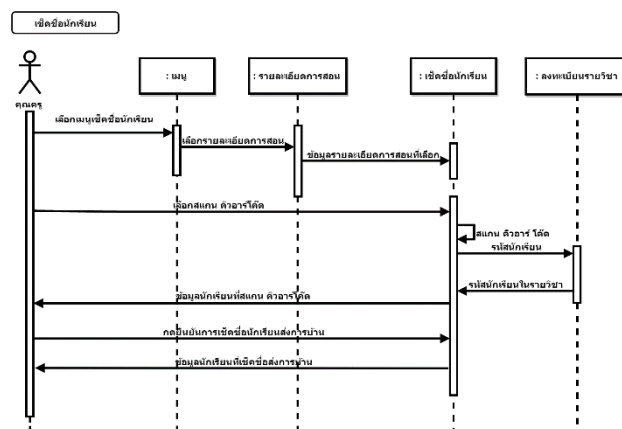 เช็คชื่อนักเรียน
: เมนู
: รายละเอียดการสอน
: เช็คชื่อนักเรียน
: ลงทะเบียนรายวิชา
คุณครู
เลือกเมนูเช็คชื่อนักเรียน
เลือกรายละเอียดการสอน
ข้อมูลรายละเอียดการสอนที่เลือก
เลือกสแกน คิวอาร์โค๊ด
สแกน คิวอาร์ โค๊ด
รหัสนักเรียน
รหัสนักเรียนในรายวิชา
ข้อมูลนักเรียนที่สแกน คิวอาร์โค๊ด
กดยืนยันการเช็คชื่อนักเรียนส่งการบ้าน
ข้อมูลนักเรียนที่เช็คชื่อส่งการบ้าน